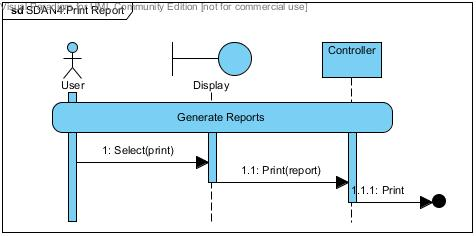 Visual Paradigm for UML Community Edition [not for commercial use]
sd SDAN4.Print Report
Controller
User
Display
Generate Reports
1: Select(print)
1.1: Print(report)
1.1.1: Print